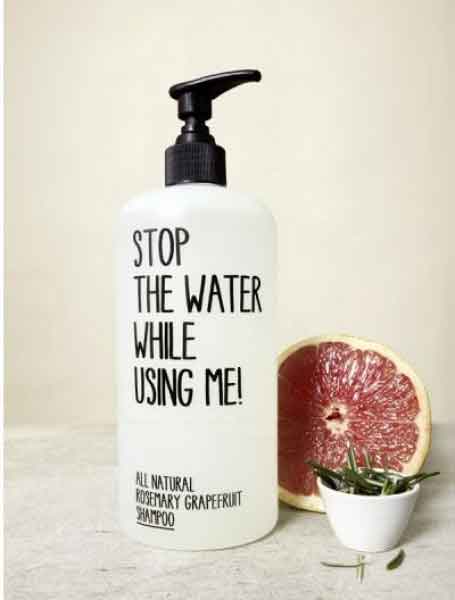 STOP
THE WATER
WHILE
USING ME!
ALL NATURAL
ROSEMARY GRAPEFRUIT
SHAMPOO